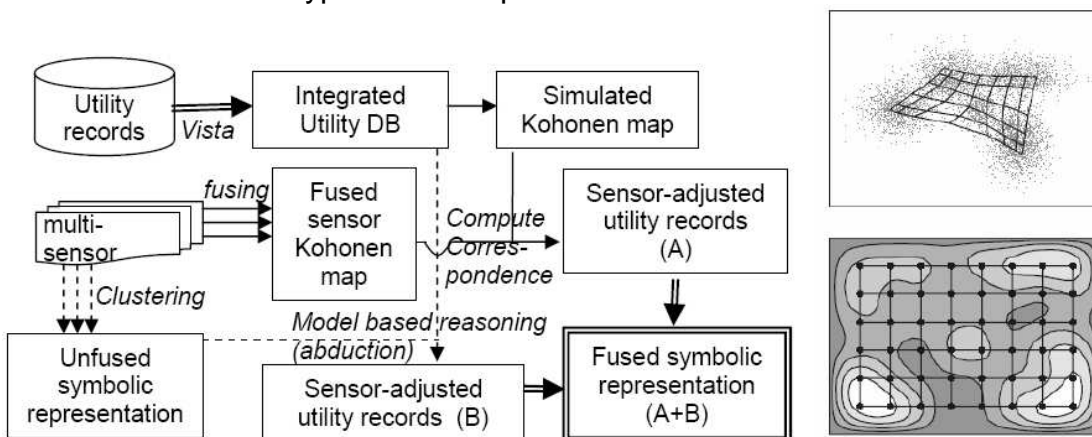 Utility
records
Vista
Integrated
Utility DB
Simulated
Kohonen map
multi-
sensor
fusing
Fused
sensor
Kohonen
map
Compute
Corres-
pondence
Sensor-adjusted
utility records
(A)
Clustering
Unfused
symbolic
representation
Model based reasoning
(abduction)
Sensor-adjusted
utility records (B)
Fused symbolic
representation
(A+B)